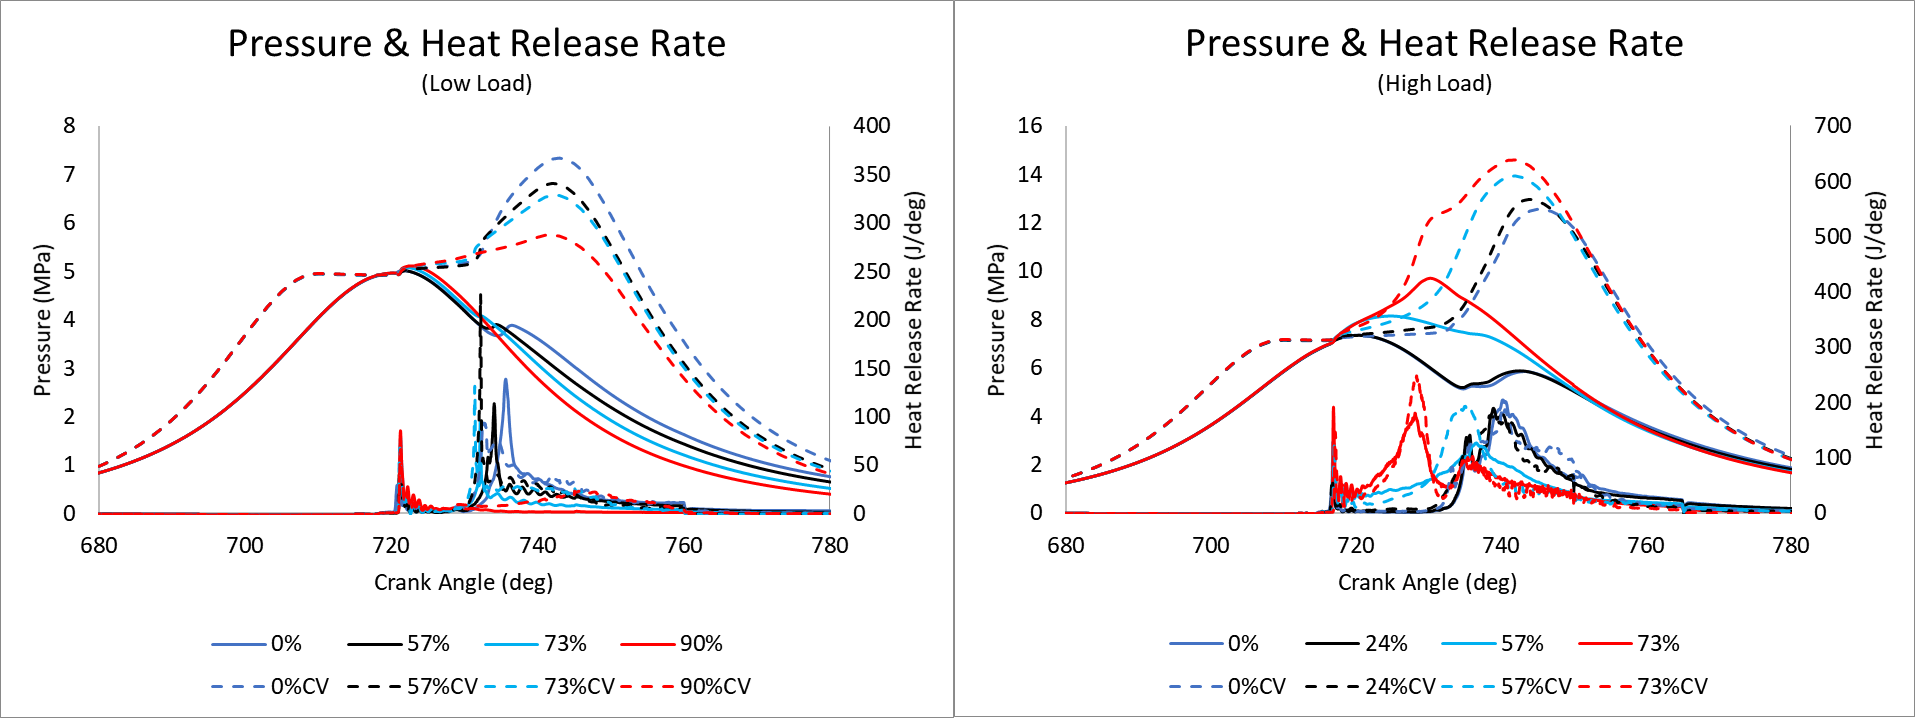 Pressure & Heat Release Rate
(Low Load)
8
7
6
5
4
3
2
1
0
Pressure (MPa)
400
350
300
250
200
150
100
50
0
Heat Release Rate (J/deg)
680 700 720 740 760 780
Crank Angle (deg)
0% 57% 73% 90%
0%CV 57%CV 73%CV 90%CV
Pressure & Heat Release Rate
(High Load)
16
14
12
10
8
6
4
2
0
Pressure (MPa)
700
600
500
400
300
200
100
0
Heat Release Rate (J/deg)
680 700 720 740 760 780
Crank Angle (deg)
0% 24% 57% 73%
0%CV 24%CV 57%CV 73%CV